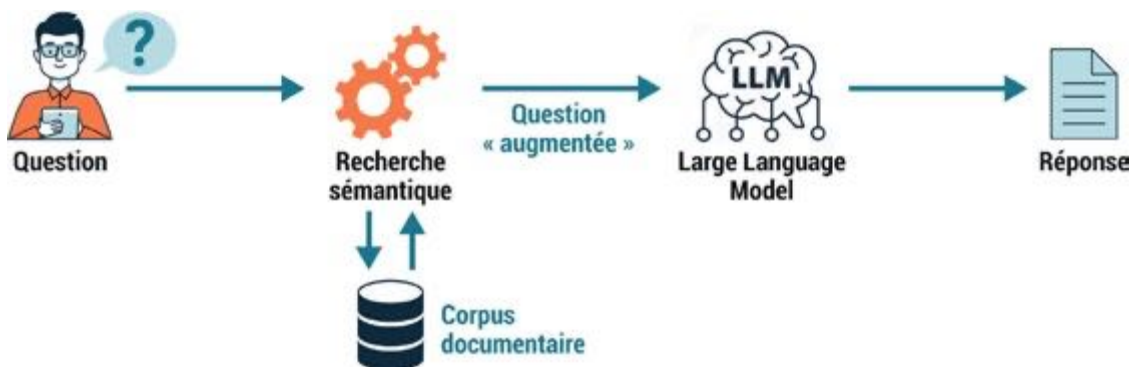 ?
Question
Recherche
sémantique
Question
« augmentée »
LLM
Large Language
Model
Réponse
Corpus
documentaire